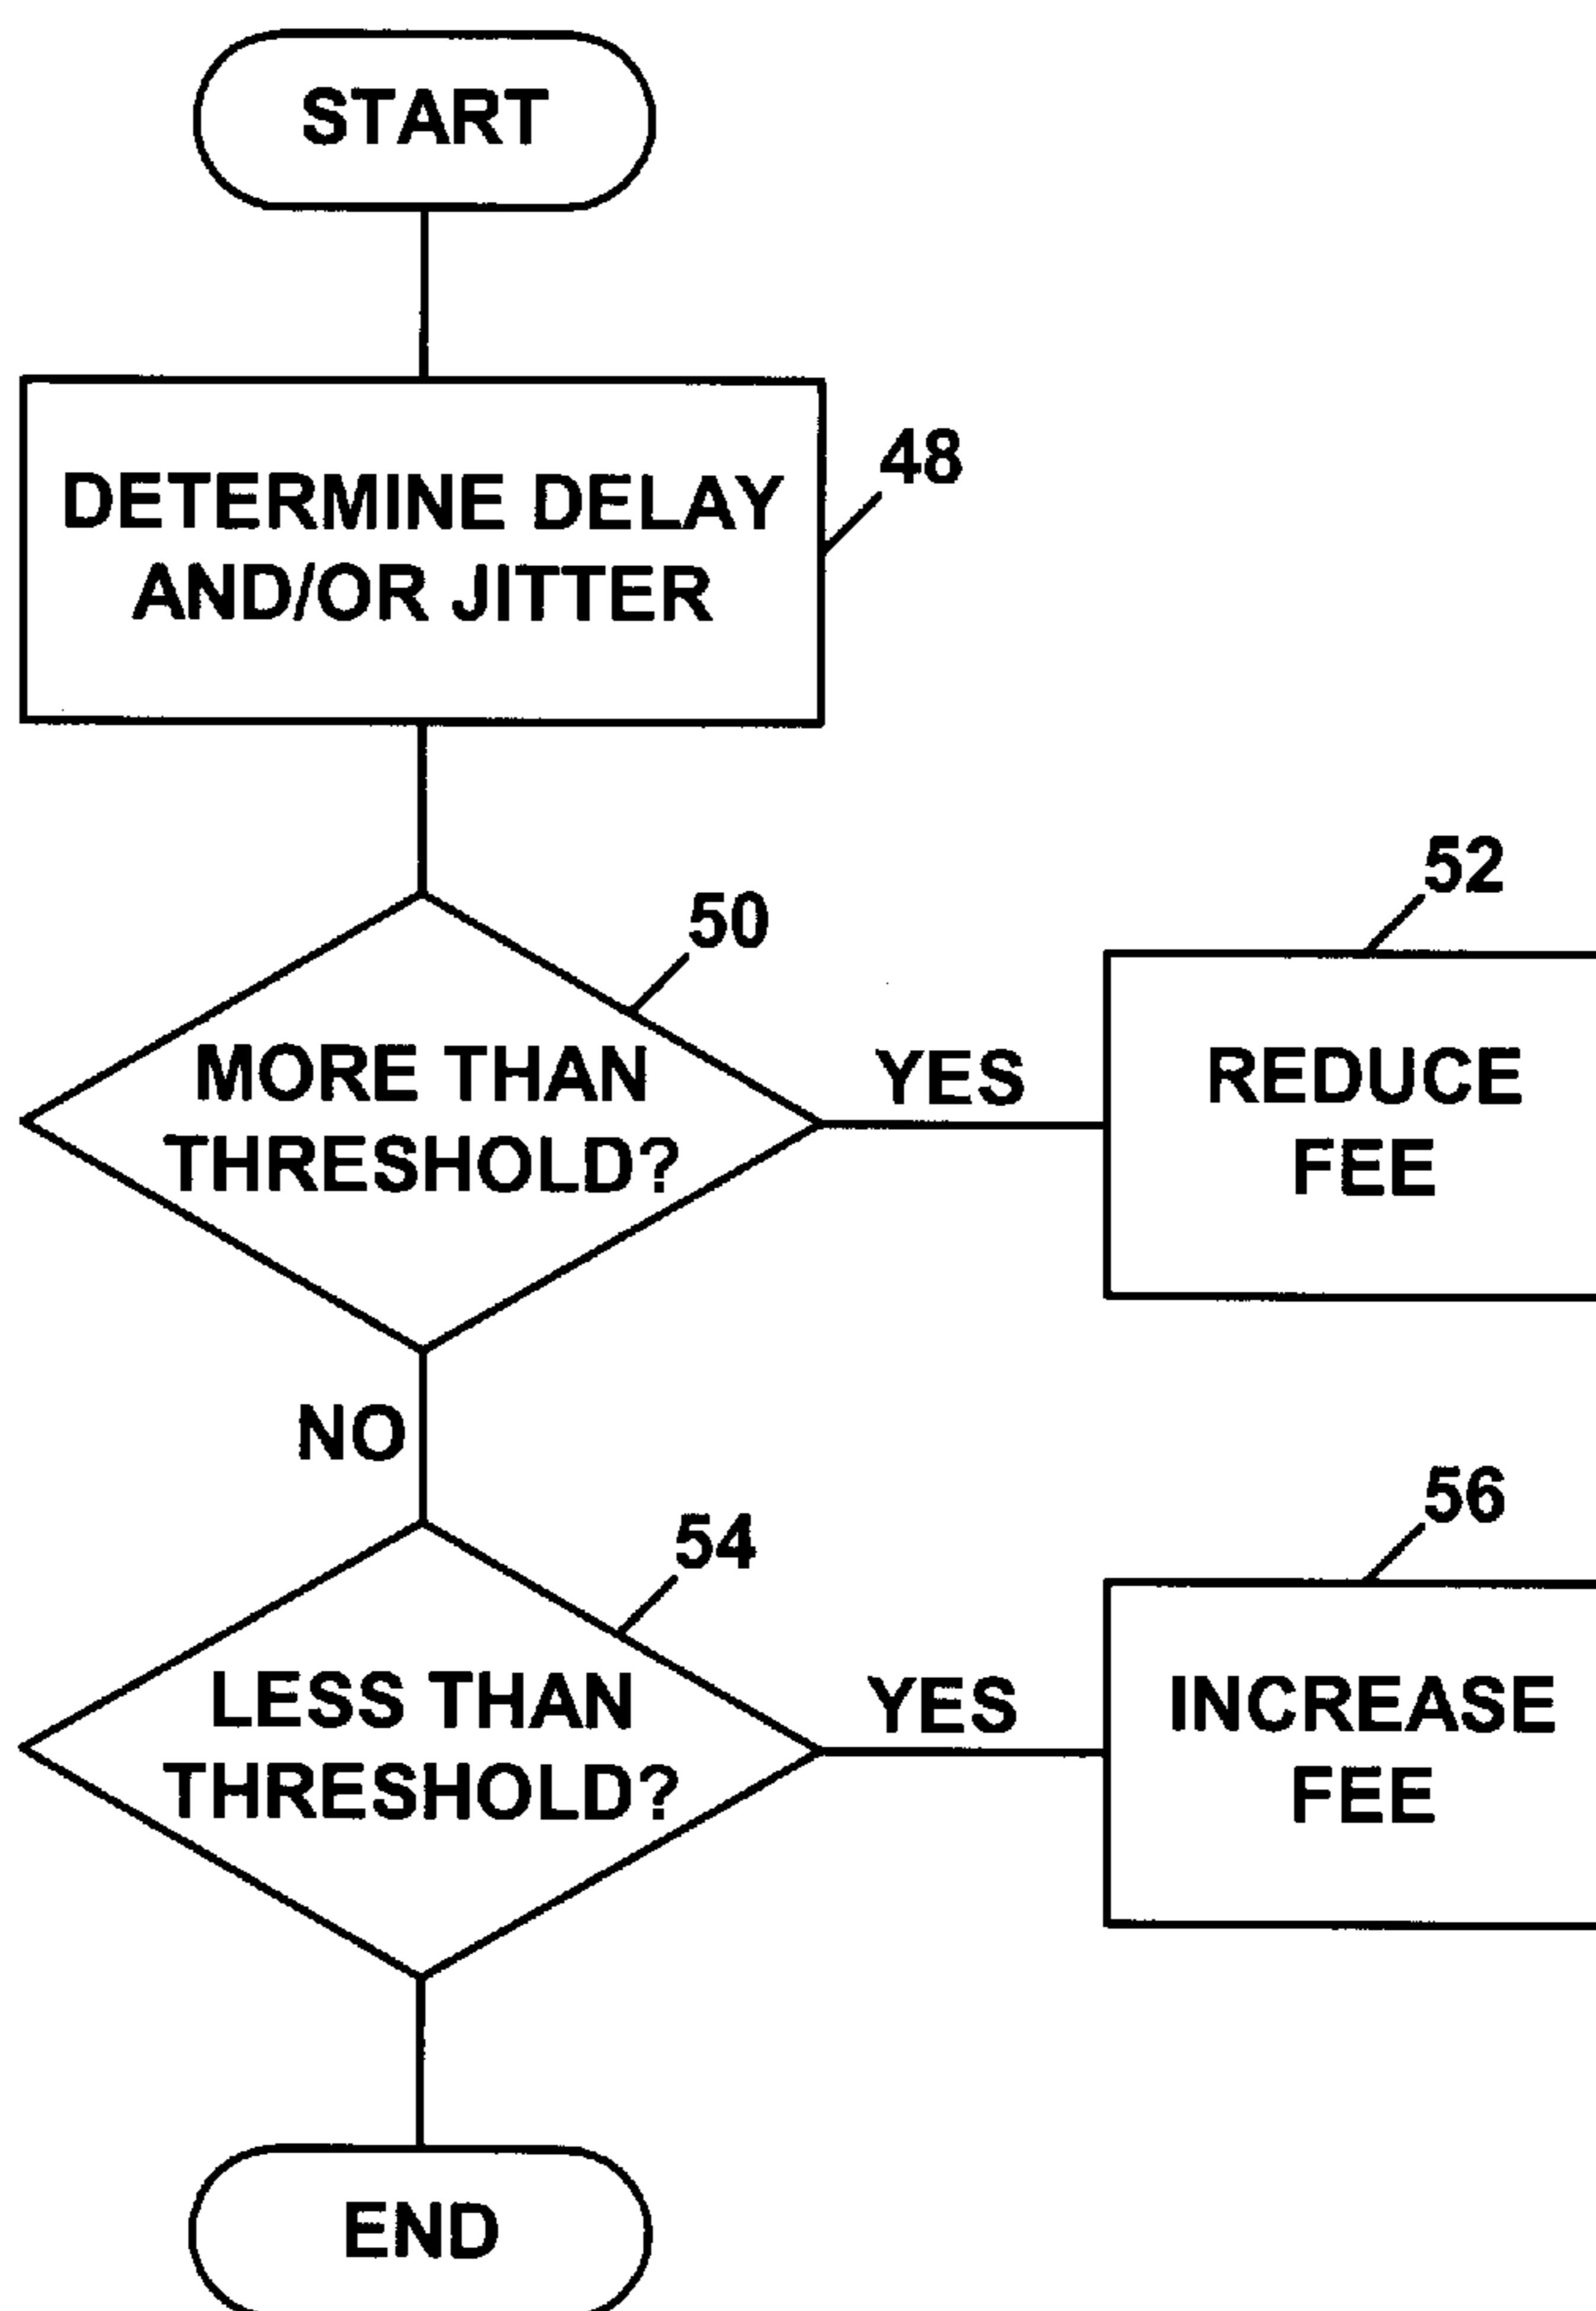 START
48
DETERMINE DELAY
AND/OR JITTER
50
MORE THAN
THRESHOLD?
YES
52
REDUCE
FEE
NO
54
LESS THAN
THRESHOLD?
YES
56
INCREASE
FEE
END